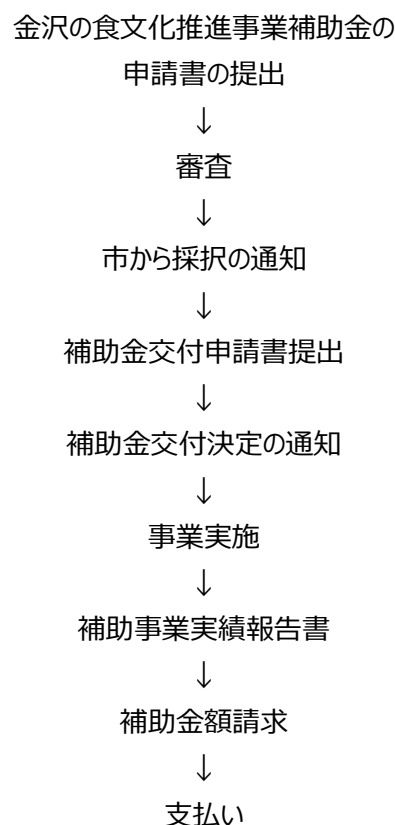 金沢の食文化推進事業補助金の
申請書の提出
↓
審査
↓
市から採択の通知
↓
補助金交付申請書提出
↓
補助金交付決定の通知
↓
事業実施
↓
補助事業実績報告書
↓
補助金額請求
↓
支払い